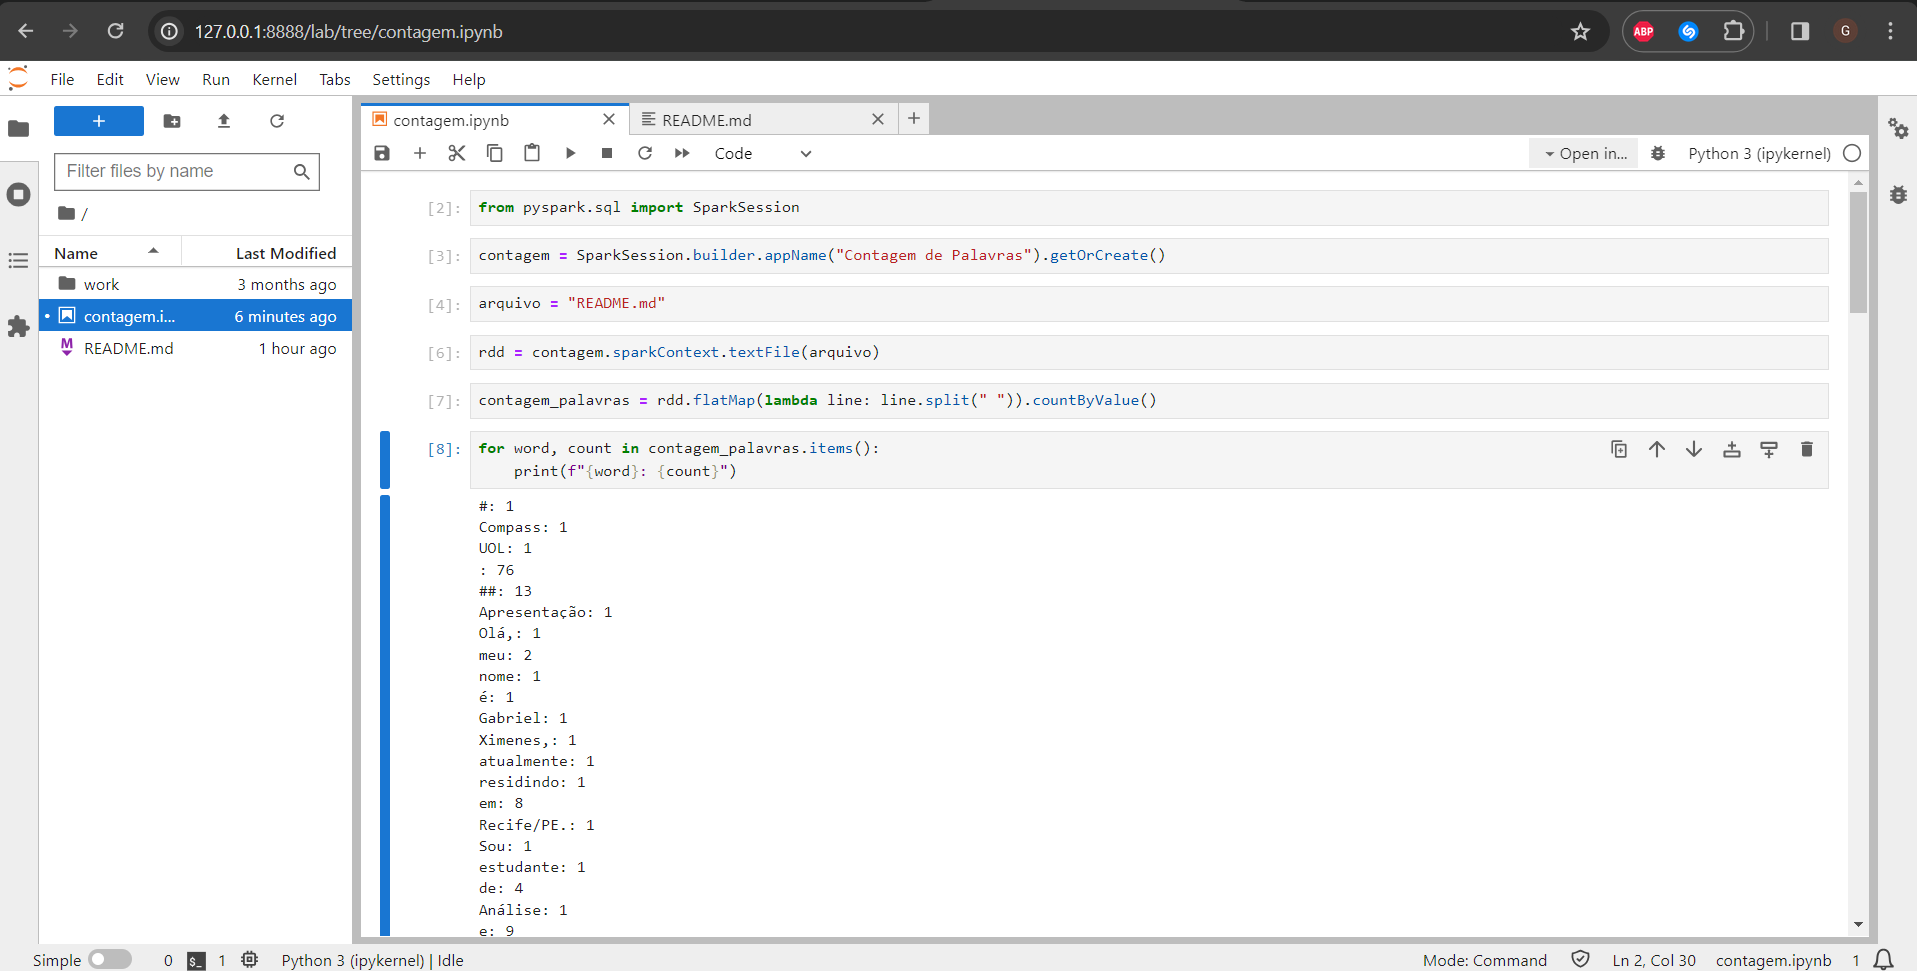 127.0.0.1:8888/lab/tree/contagem.ipynb
ABP
G
File Edit View Run Kernel Tabs Settings Help
contagem.ipynb
README.md
Code
Open in...
Python 3 (ipykernel)
Filter files by name
/
Name Last Modified
work 3 months ago
contagem.i... 6 minutes ago
README.md 1 hour ago
[2]: from pyspark.sql import SparkSession
[3]: contagem = SparkSession.builder.appName("Contagem de Palavras").getOrCreate()
[4]: arquivo = "README.md"
[6]: rdd = contagem.sparkContext.textFile(arquivo)
[7]: contagem_palavras = rdd.flatMap(lambda line: line.split(" ")).countByValue()
[8]: for word, count in contagem_palavras.items():
print(f"{word}: {count}")
#: 1
Compass: 1
UOL: 1
: 76
##: 13
Apresentação: 1
Olá,: 1
meu: 2
nome: 1
é: 1
Gabriel: 1
Ximenes,: 1
atualmente: 1
residindo: 1
em: 8
Recife/PE.: 1
Sou: 1
estudante: 1
de: 4
Análise: 1
e: 9
Simple 0 $_ 1 Python 3 (ipykernel) | Idle
Mode: Command Ln 2, Col 30 contagem.ipynb 1